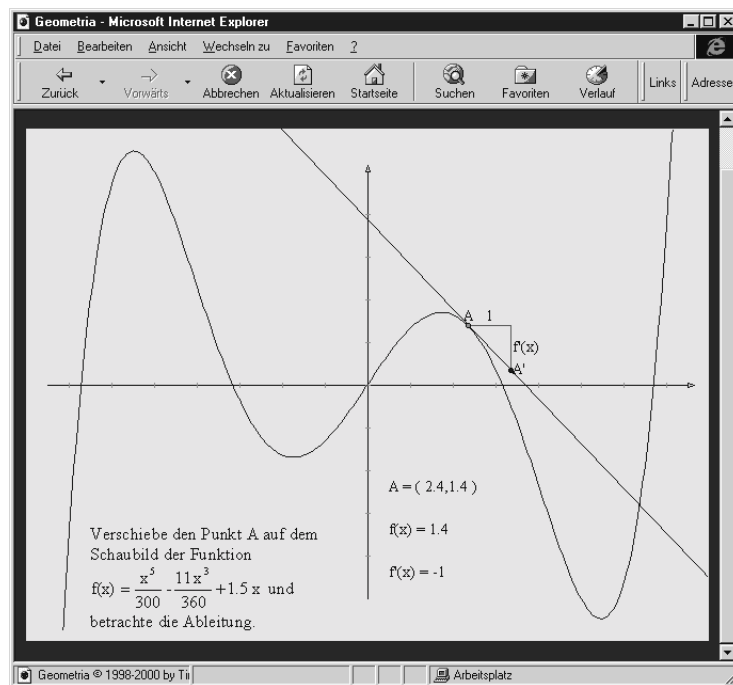 Geometria - Microsoft Internet Explorer
Datei Bearbeiten Ansicht Wechseln zu Favoriten ?
Zurück Vorwärts Abbrechen Aktualisieren Startseite Suchen Favoriten Verlauf Links Adresse
A 1
f'(x)
A'
A = ( 2.4,1.4 )
f(x) = 1.4
f'(x) = -1
Verschiebe den Punkt A auf dem
Schaubild der Funktion
f(x) = x^5/300 - 11x^3/360 +1.5 x und
betrachte die Ableitung.
Geometria © 1998-2000 by Ti Arbeitsplatz